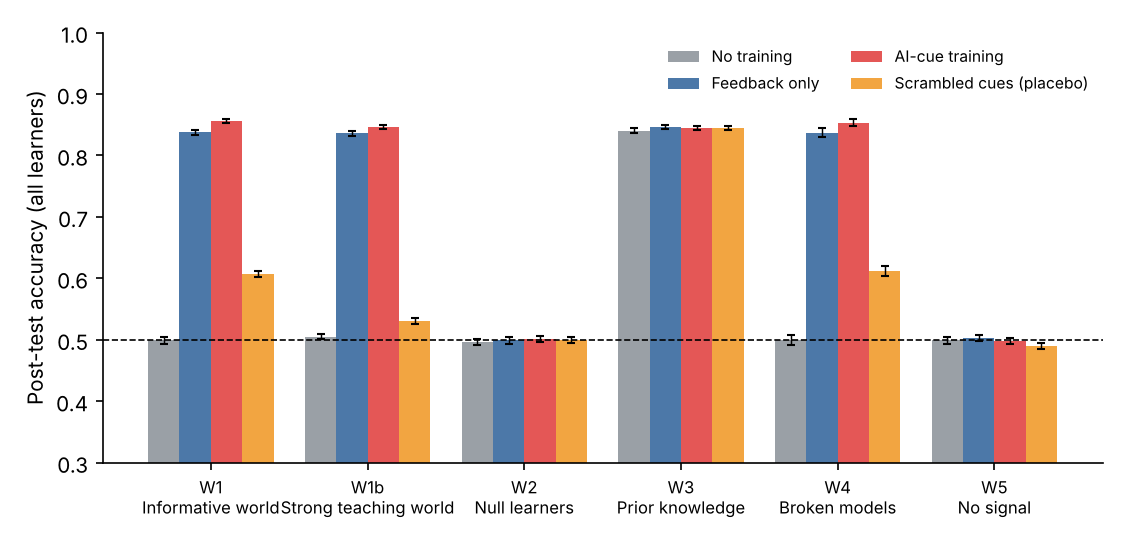 No training
Feedback only
AI-cue training
Scrambled cues (placebo)
Post-test accuracy (all learners)
1.0
0.9
0.8
0.7
0.6
0.5
0.4
0.3
W1
Informative world
W1b
Strong teaching world
W2
Null learners
W3
Prior knowledge
W4
Broken models
W5
No signal